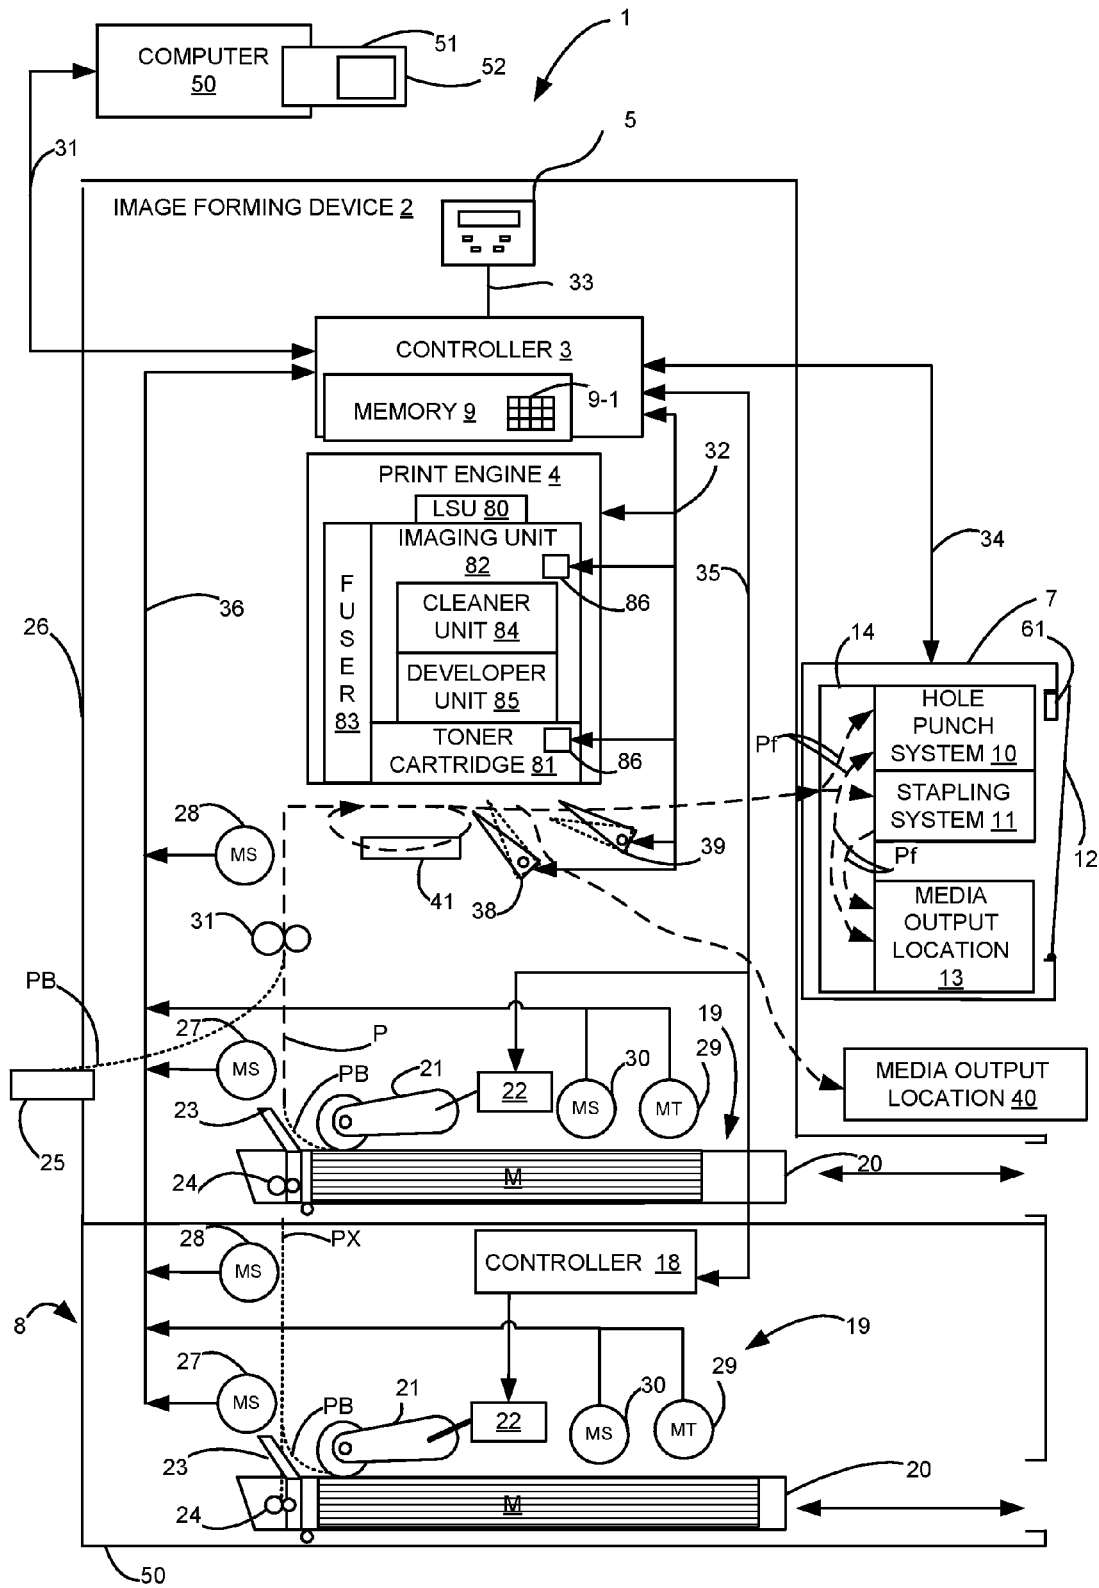 1
51
COMPUTER
50
52
5
31
IMAGE FORMING DEVICE 2
33
CONTROLLER 3
9-1
MEMORY 9
32
PRINT ENGINE 4
LSU 80
IMAGING UNIT
82
34
35
86
FUSER
83
CLEANER
UNIT 84
36
7
26
14
61
DEVELOPER
UNIT 85
HOLE
PUNCH
SYSTEM 10
TONER
CARTRIDGE 81
86
Pf
STAPLING
SYSTEM 11
28
MS
39
12
Pf
41
38
MEDIA
OUTPUT
LOCATION
13
31
PB
27
P
19
29
MS
PB
21
30
22
MS
MT
MEDIA OUTPUT
LOCATION 40
23
25
24
M
20
28
PX
MS
CONTROLLER 18
8
19
27
29
MS
PB
21
30
22
MS
MT
23
20
24
M
50